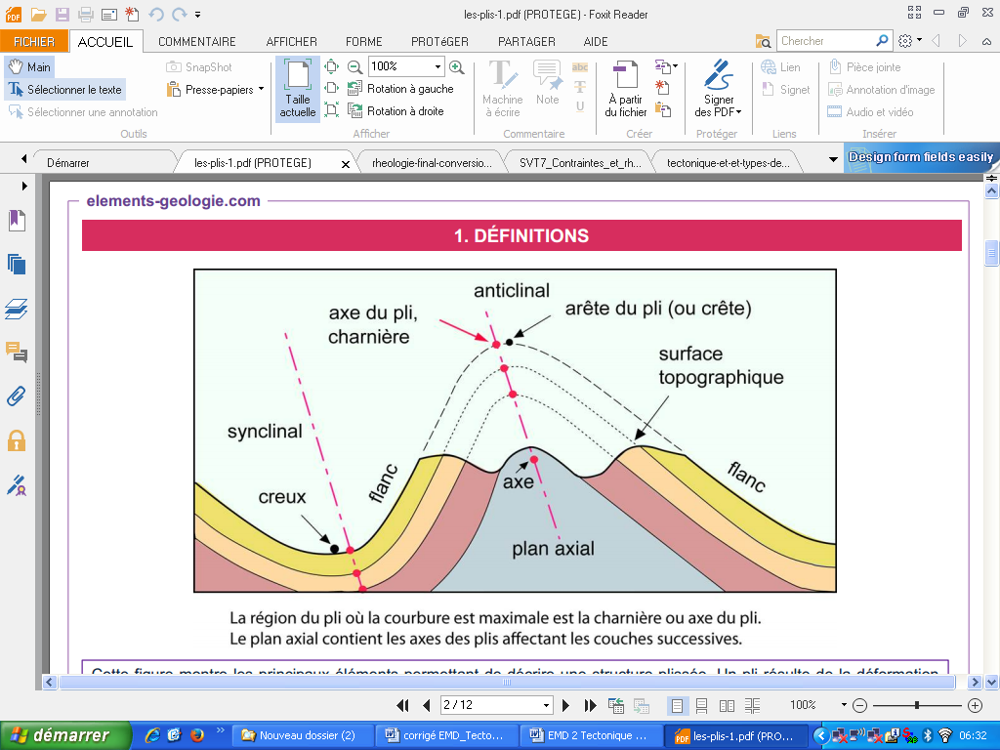 les-plis-1.pdf (PROTEGE) - Foxit Reader
FICHIER ACCUEIL COMMENTAIRE AFFICHER FORME PROTéGER PARTAGER AIDE
Chercher
Main
Sélectionner le texte
Sélectionner une annotation
SnapShot
Presse-papiers
Outils
Taille
actuelle
100%
Rotation à gauche
Rotation à droite
Afficher
Machine
à écrire
Note
abc
T
U
Commentaire
À partir
du fichier
Créer
Signer
des PDF
Protéger
Lien
Signet
Liens
Pièce jointe
Annotation d'image
Audio et vidéo
Insérer
Démarrer
les-plis-1.pdf (PROTEGE)
rheologie-final-conversio...
SVT7_Contraintes_et_rh...
tectonique-et-et-types-de...
Design form fields easily
elements-geologie.com
1. DÉFINITIONS
anticlinal
axe du pli,
charnière
arête du pli (ou crête)
surface
topographique
synclinal
flanc
creux
axe
flanc
plan axial
La région du pli où la courbure est maximale est la charnière ou axe du pli.
Le plan axial contient les axes des plis affectant les couches successives.
Cette figure montre les principaux éléments permettant de décrire une structure plissée. Un pli résulte de la déformation
2 / 12
100%
démarrer
Nouveau dossier (2)
corrigé EMD_Tecto...
EMD 2 Tectonique ...
les-plis-1.pdf (PRO...
06:32